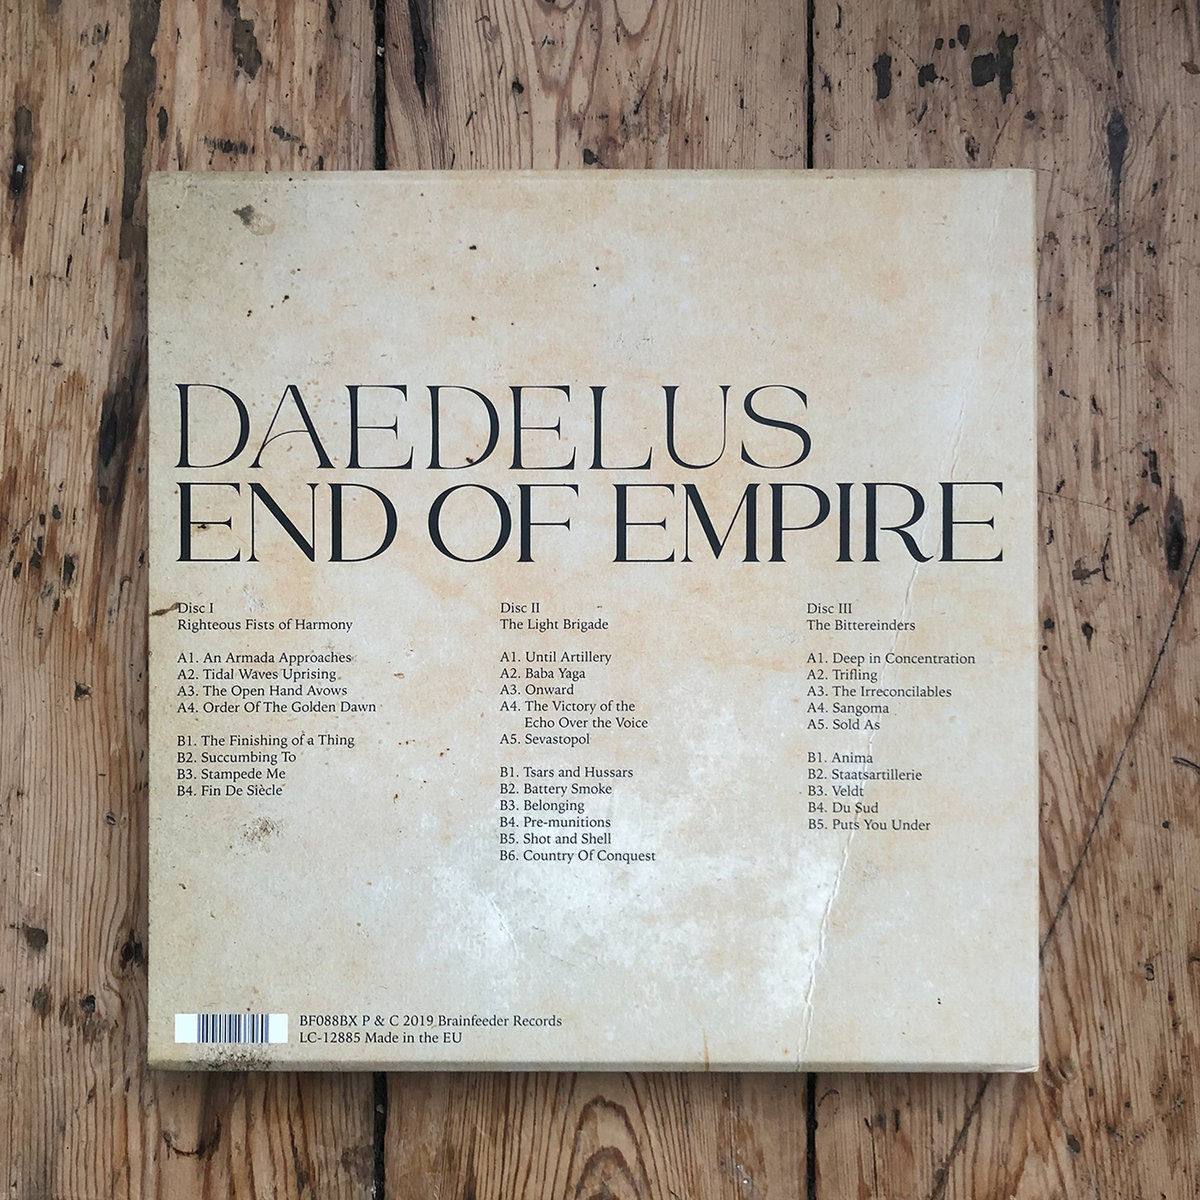 DAEDELUS
END OF EMPIRE
Disc I
Righteous Fists of Harmony
A1. An Armada Approaches
A2. Tidal Waves Uprising
A3. The Open Hand Avows
A4. Order Of The Golden Dawn
B1. The Finishing of a Thing
B2. Succumbing To
B3. Stampede Me
B4. Fin De Siècle
Disc II
The Light Brigade
A1. Until Artillery
A2. Baba Yaga
A3. Onward
A4. The Victory of the
Echo Over the Voice
A5. Sevastopol
B1. Tsars and Hussars
B2. Battery Smoke
B3. Belonging
B4. Pre-munitions
B5. Shot and Shell
B6. Country Of Conquest
Disc III
The Bittereinders
A1. Deep in Concentration
A2. Trifling
A3. The Irreconcilables
A4. Sangoma
A5. Sold As
B1. Anima
B2. Staatsartillerie
B3. Veldt
B4. Du Sud
B5. Puts You Under
BF088BX P & C 2019 Brainfeeder Records
LC-12885 Made in the EU